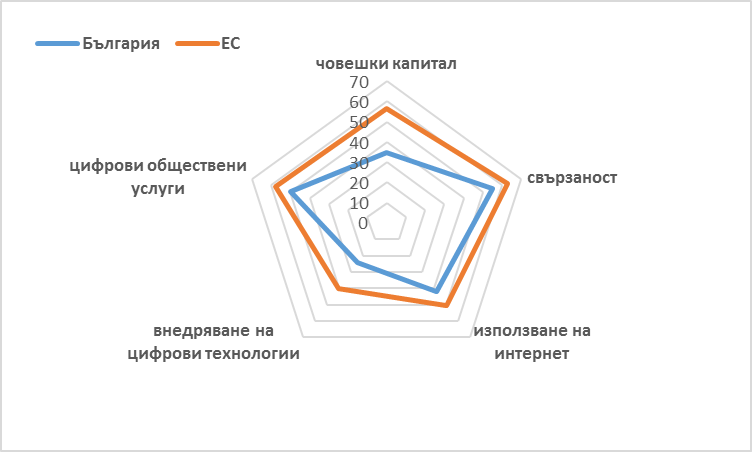 България ЕС
човешки капитал
70
60
50
40
30
20
10
0
свързаност
използване на
интернет
внедряване на
цифрови технологии
цифрови обществени
услуги